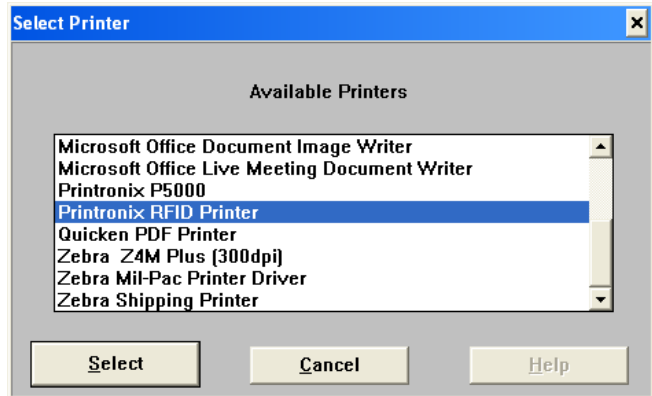 Select Printer
Available Printers
Microsoft Office Document Image Writer
Microsoft Office Live Meeting Document Writer
Printronix P5000
Printronix RFID Printer
Quicken PDF Printer
Zebra  Z4M Plus (300dpi)
Zebra Mil-Pac Printer Driver
Zebra Shipping Printer
Select
Cancel
Help